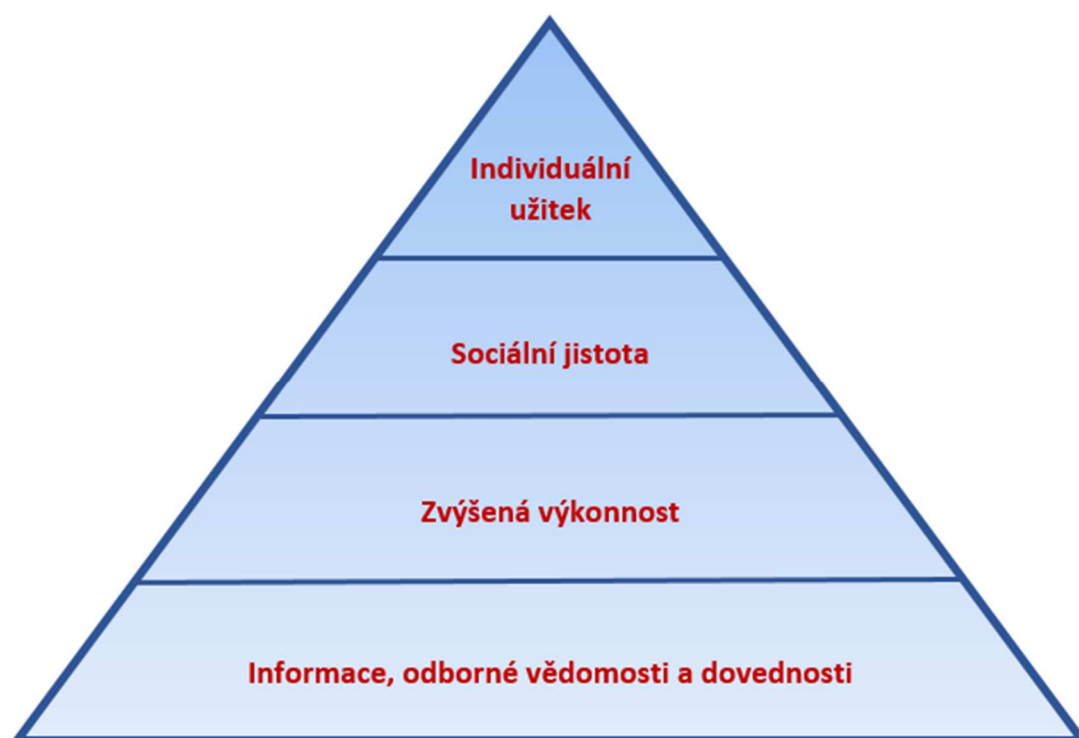 Individuální
užitek
Sociální jistota
Zvýšená výkonnost
Informace, odborné vědomosti a dovednosti